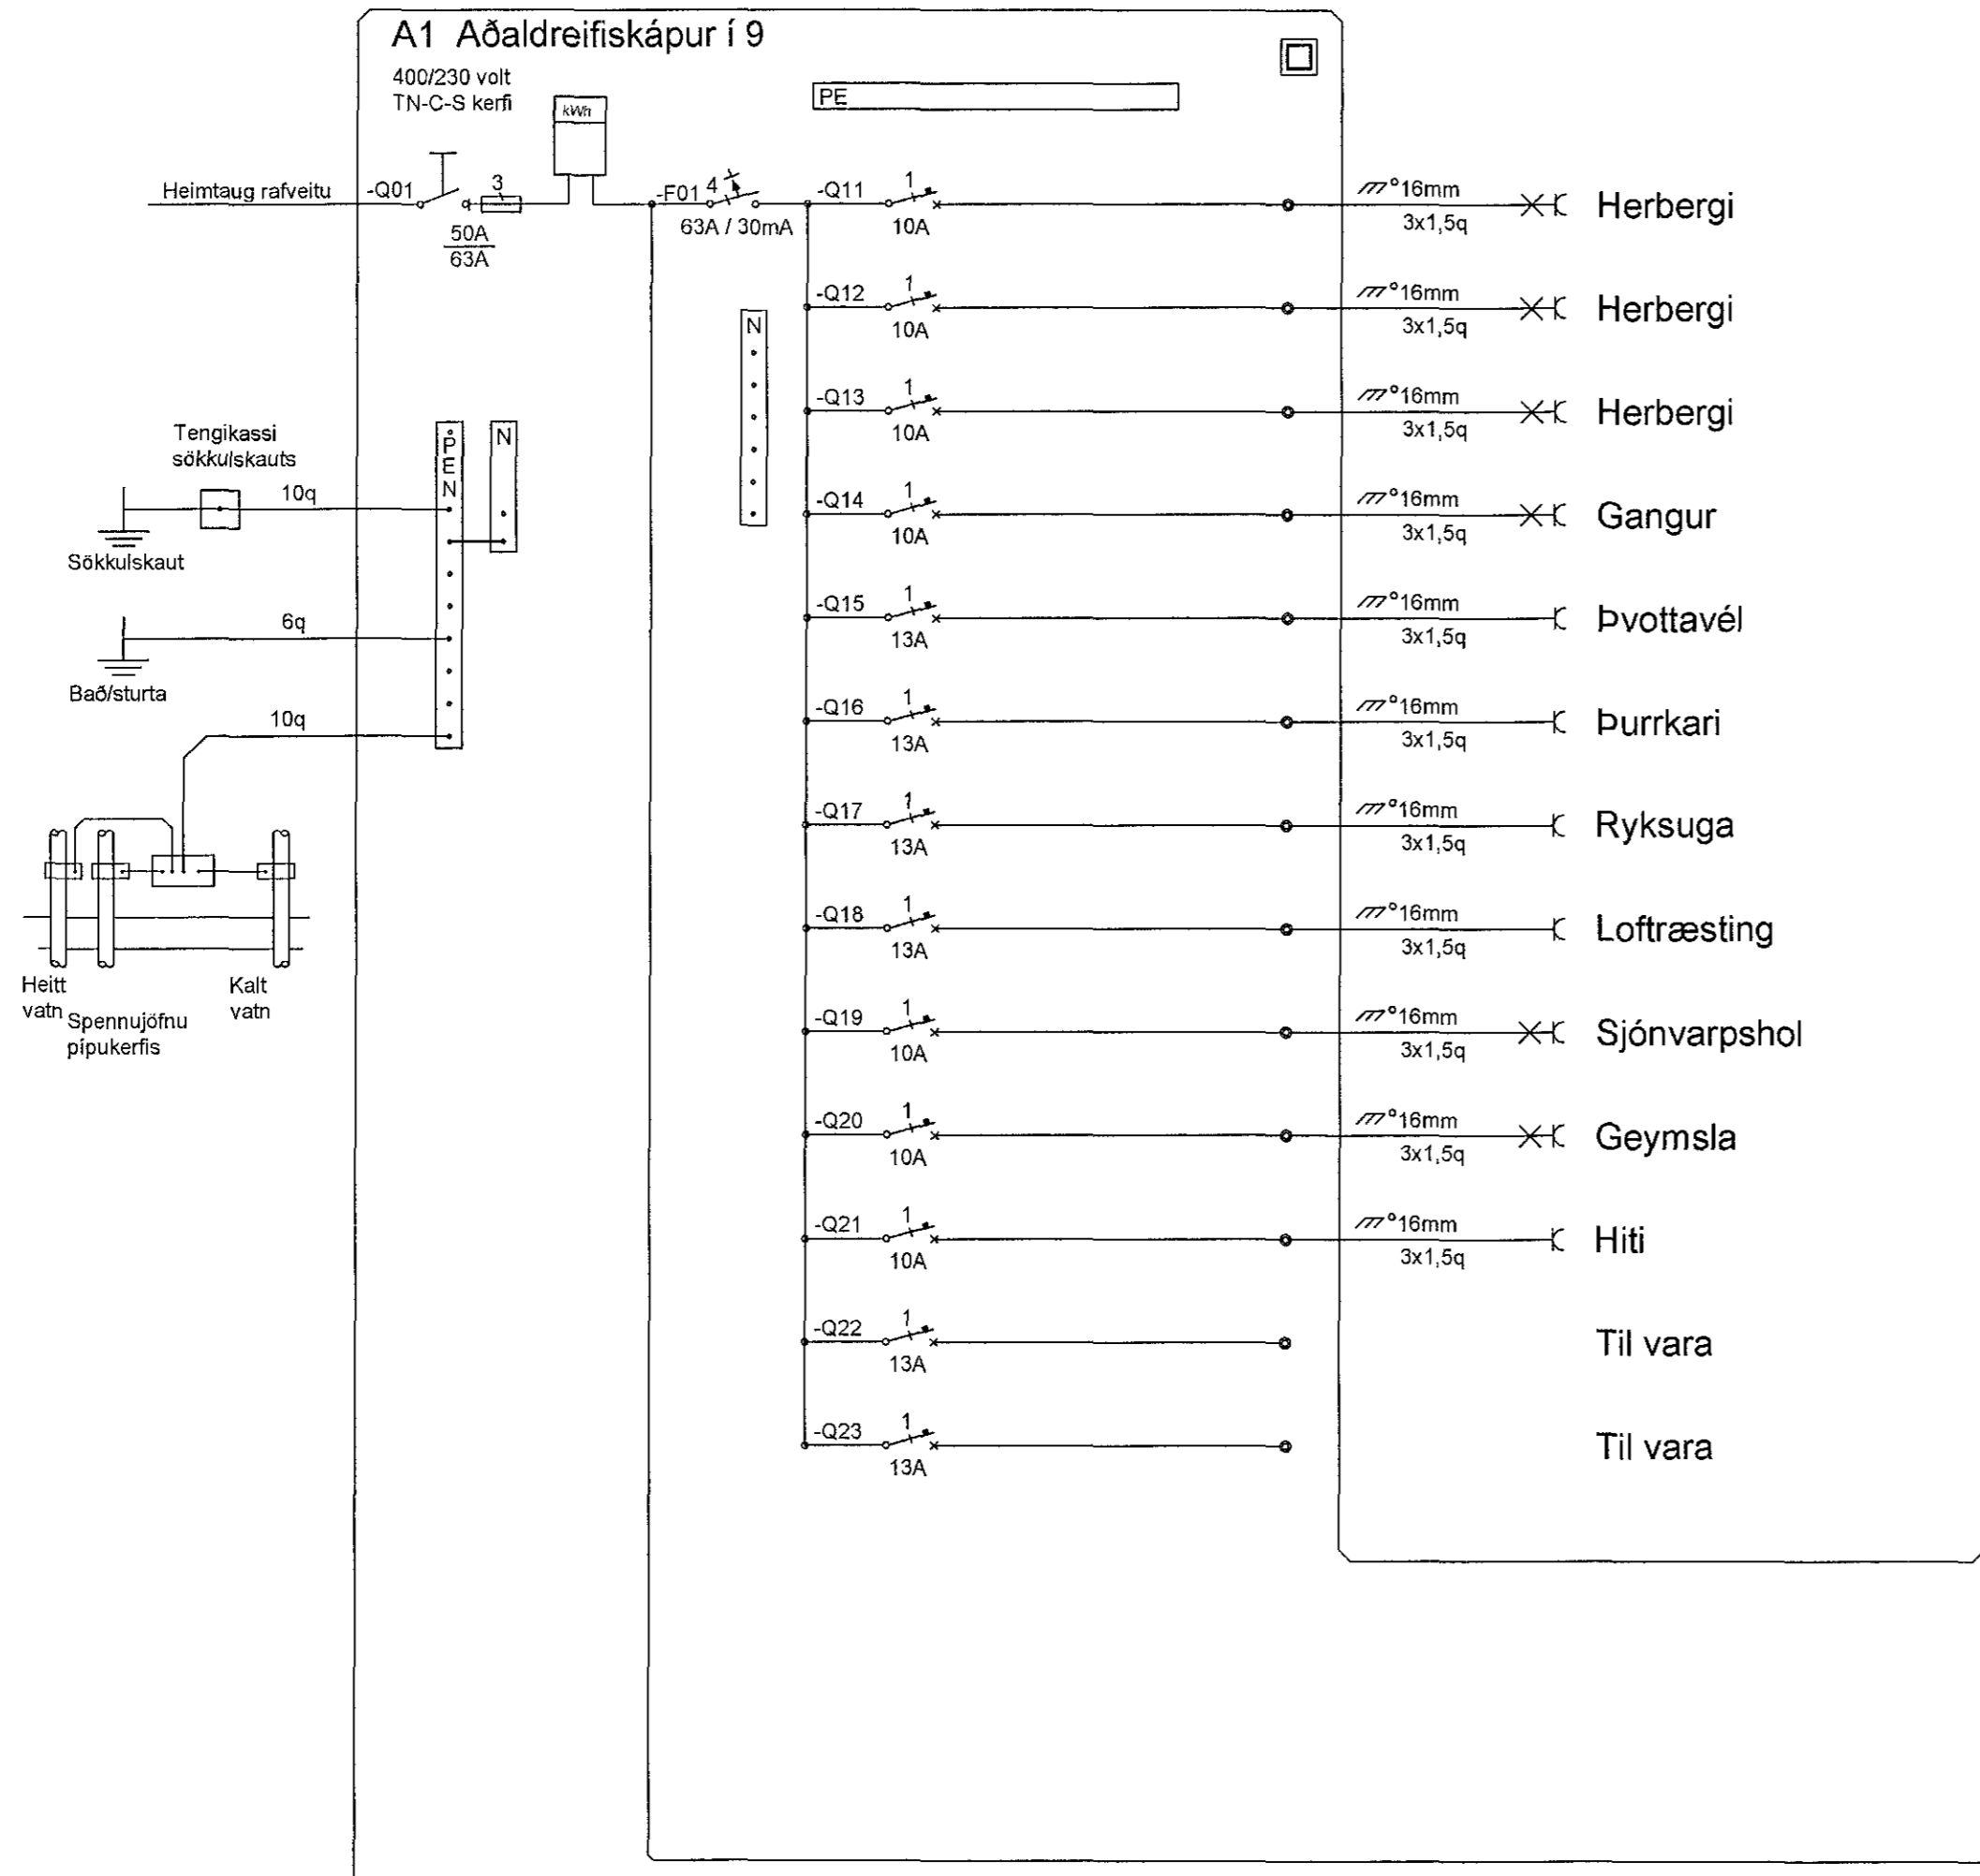 A1 Aðaldreifiskápur í 9
400/230 volt
TN-C-S kerfi
kWh
PE
Heimtaug rafveitu
-Q01
3
50A
63A
-F01
4
63A / 30mA
-Q11
1
10A
16mm
3x1,5q
Herbergi
-Q12
1
10A
16mm
3x1,5q
Herbergi
N
-Q13
1
10A
16mm
3x1,5q
Herbergi
Tengikassi
sökkulskauts
10q
Sökkulskaut
PEN
N
-Q14
1
10A
16mm
3x1,5q
Gangur
-Q15
1
13A
16mm
3x1,5q
Þvottavél
6q
Bað/sturta
10q
-Q16
1
13A
16mm
3x1,5q
Þurrkari
-Q17
1
13A
16mm
3x1,5q
Ryksuga
-Q18
1
13A
16mm
3x1,5q
Loftræsting
Heitt
vatn
Spennujöfnu
pípukerfis
Kalt
vatn
-Q19
1
10A
16mm
3x1,5q
Sjónvarpshol
-Q20
1
10A
16mm
3x1,5q
Geymsla
-Q21
1
10A
16mm
3x1,5q
Hiti
-Q22
1
13A
Til vara
-Q23
1
13A
Til vara